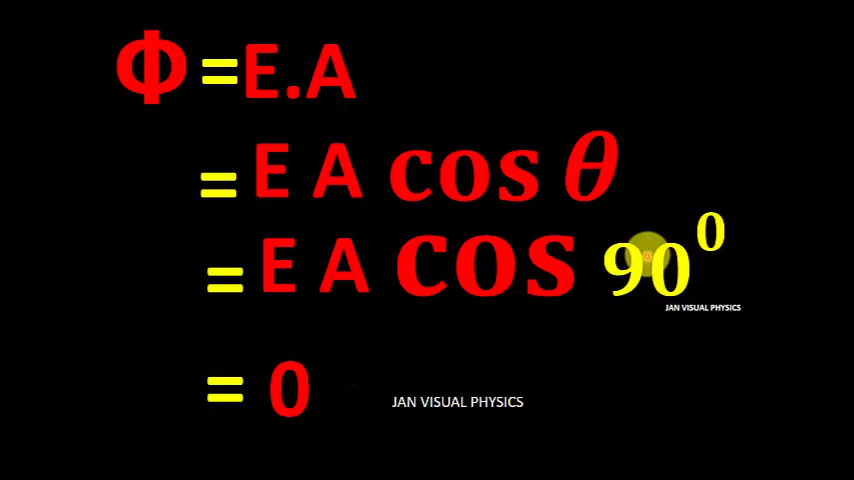 Φ =E.A
= E A cos θ
= E A cos 90⁰
JAN VISUAL PHYSICS
= 0
JAN VISUAL PHYSICS